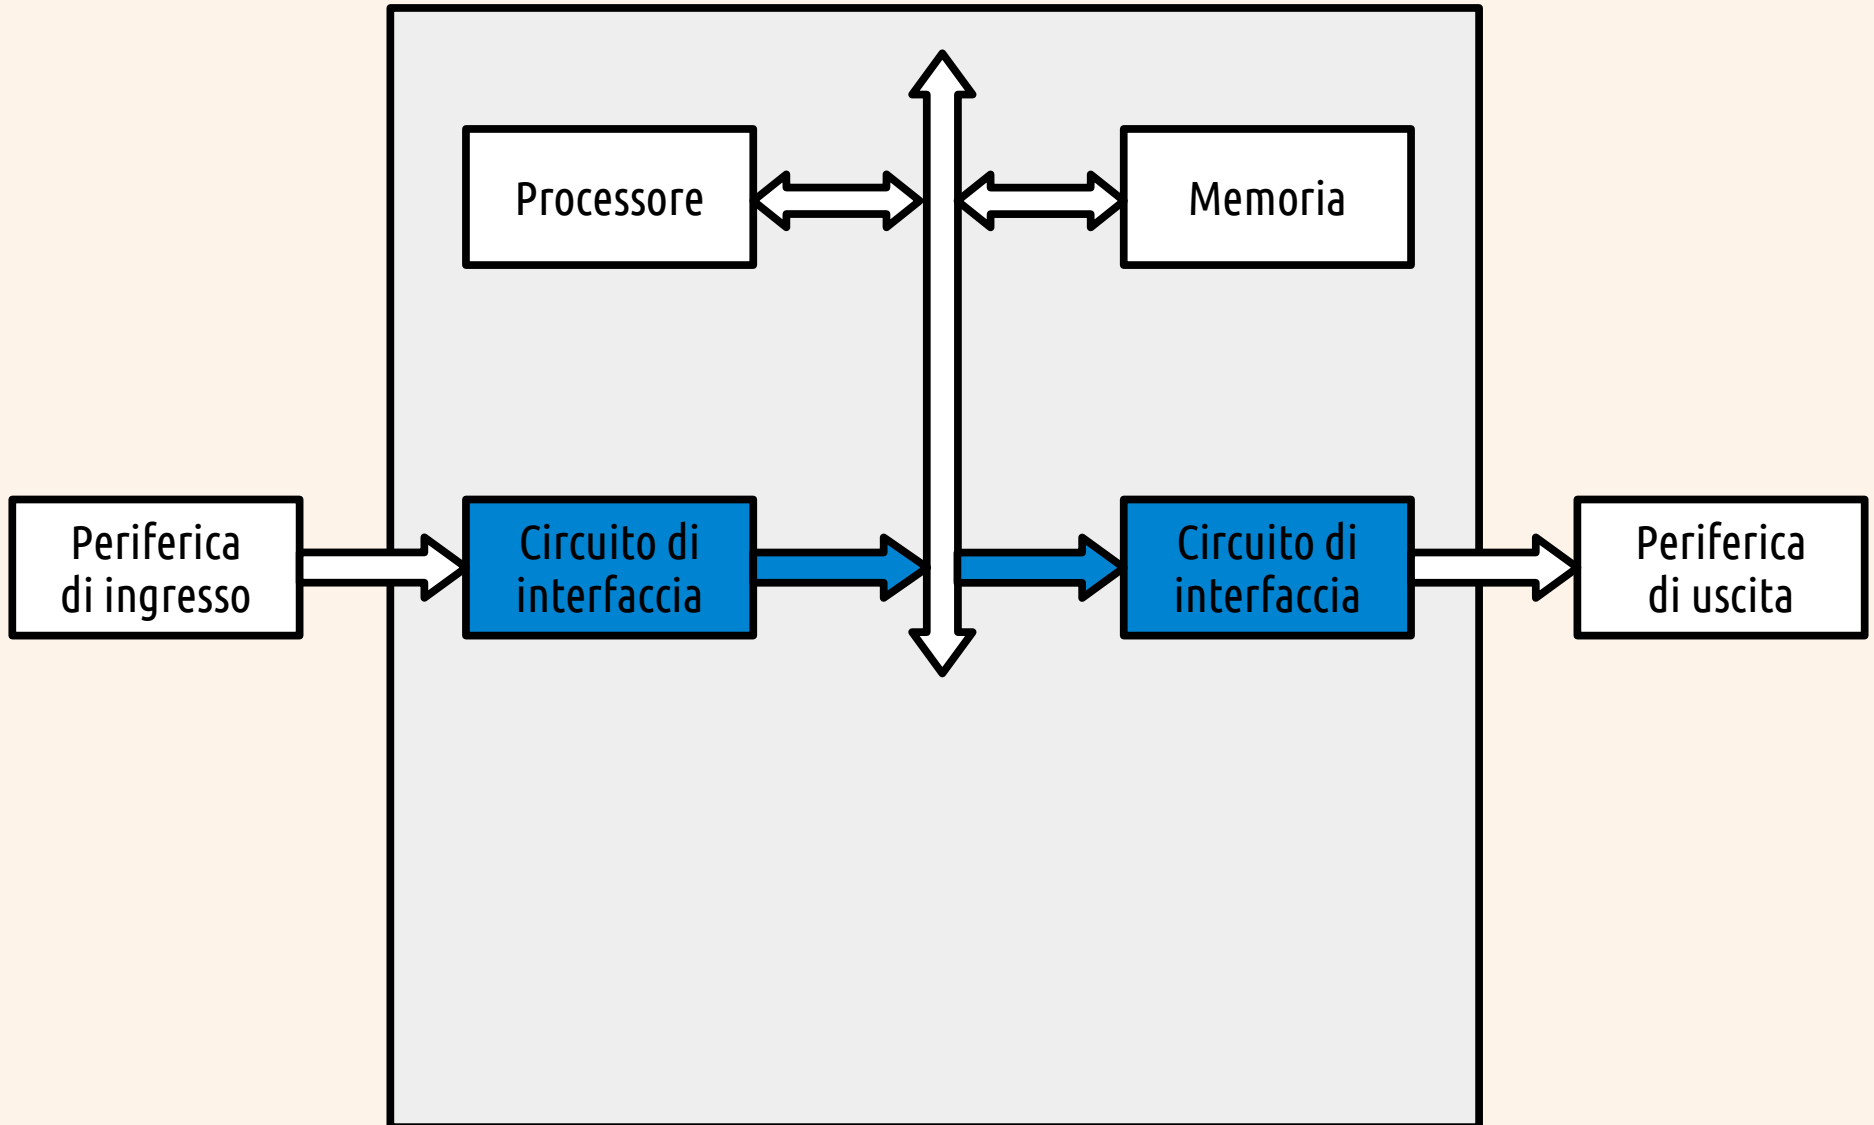 Processore
Memoria
Periferica
di ingresso
Circuito di
interfaccia
Circuito di
interfaccia
Periferica
di uscita